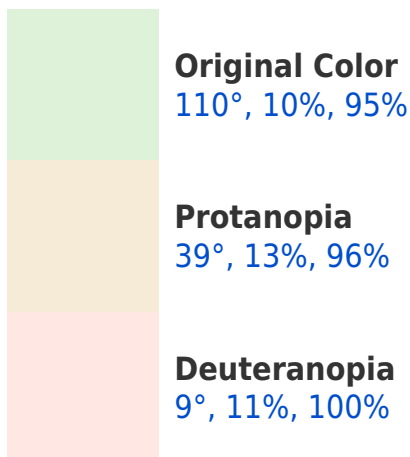 Original Color
110°, 10%, 95%
Protanopia
39°, 13%, 96%
Deuteranopia
9°, 11%, 100%